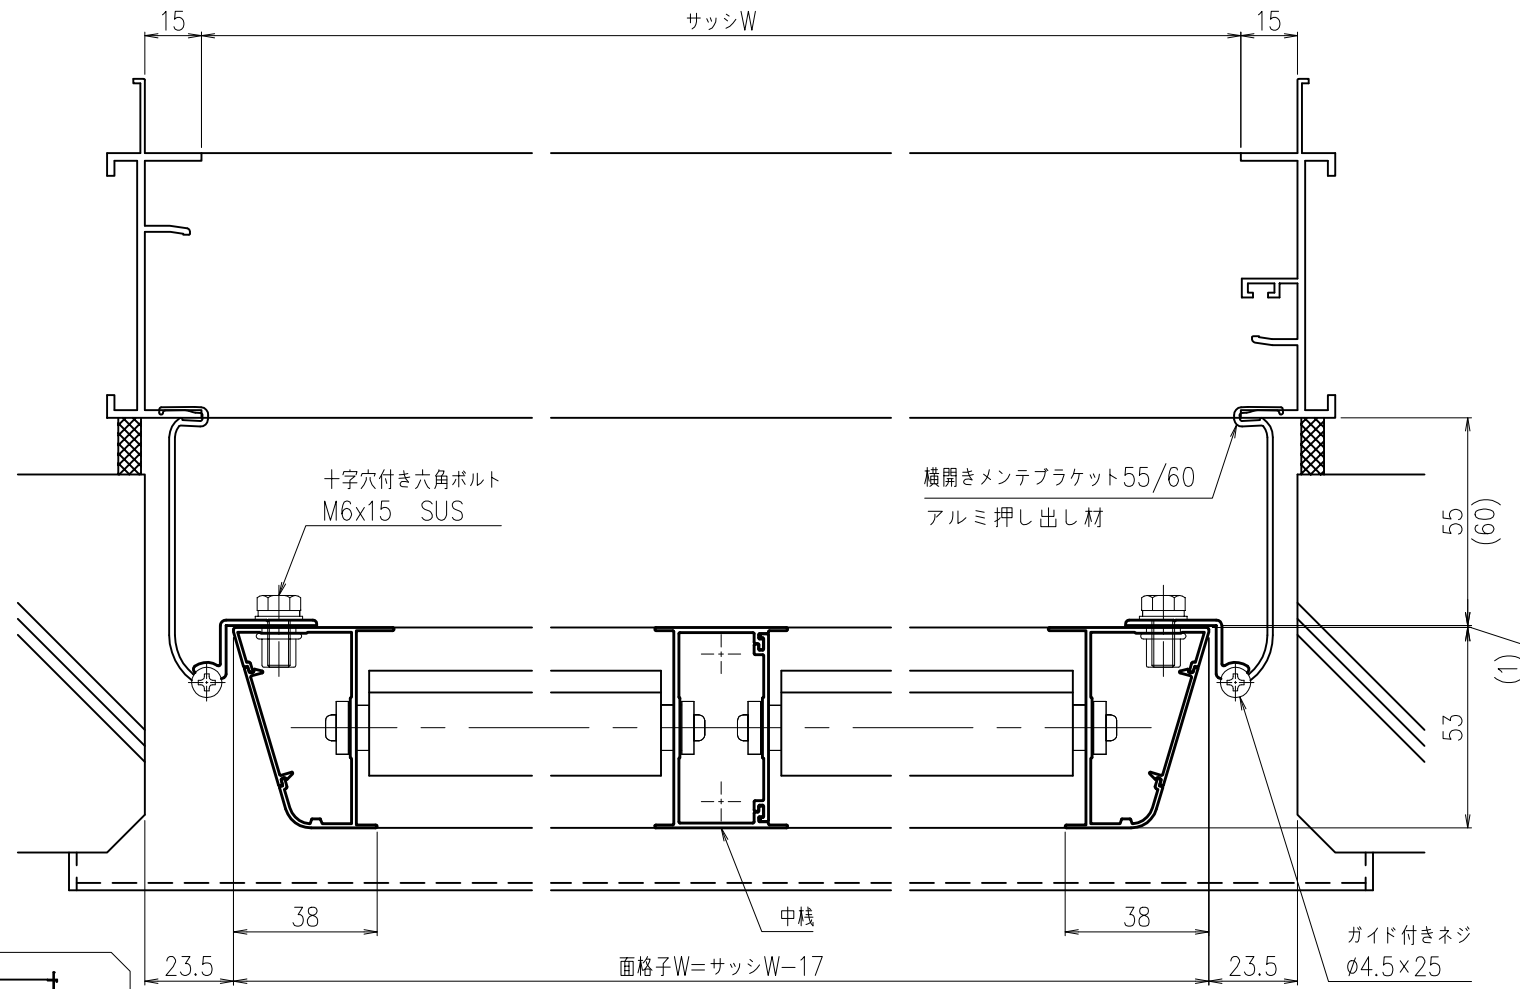 15
サッシW
15
十字穴付き六角ボルト
M6x15 SUS
横開きメンテブラケット55/60
アルミ押し出し材
55
(60)
(1)
53
38
中桟
38
ガイド付きネジ
φ4.5×25
23.5
面格子W=サッシW-17
23.5